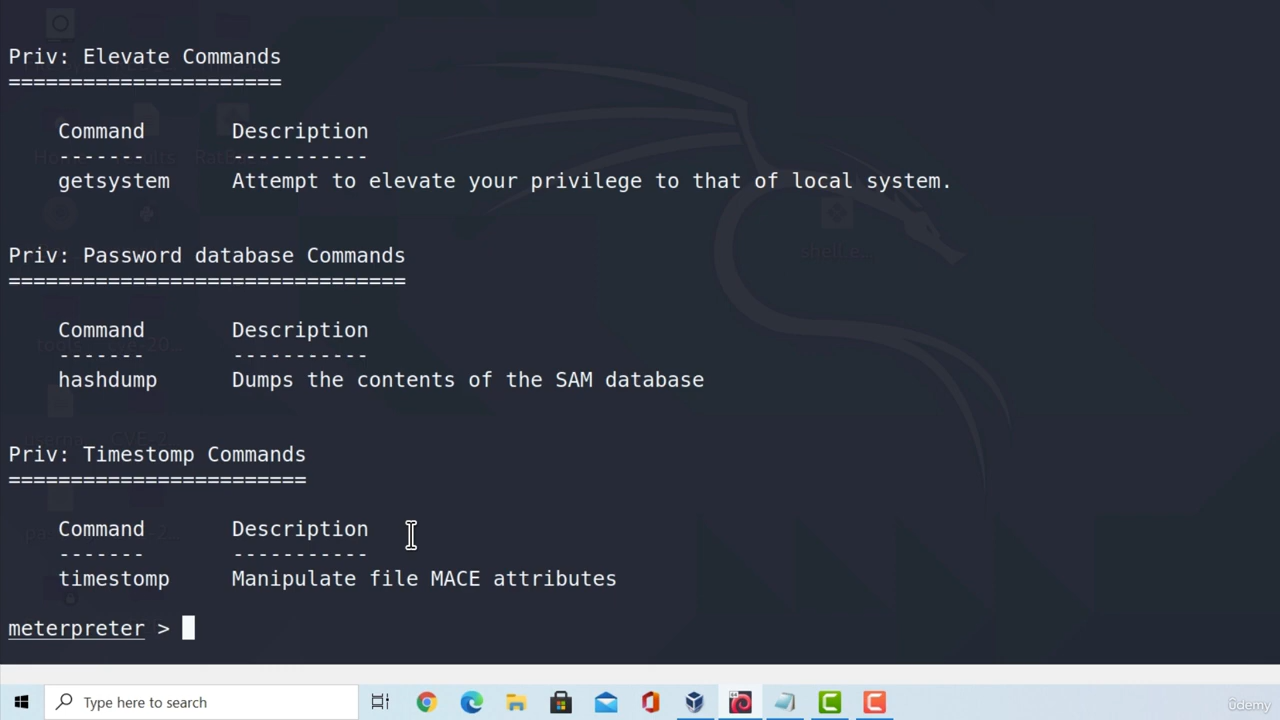 Priv: Elevate Commands
======================
Command Description
------- -----------
getsystem Attempt to elevate your privilege to that of local system.
Priv: Password database Commands
================================
Command Description
------- -----------
hashdump Dumps the contents of the SAM database
Priv: Timestomp Commands
========================
Command Description
------- -----------
timestomp Manipulate file MACE attributes
meterpreter >
Type here to search
ûdemy